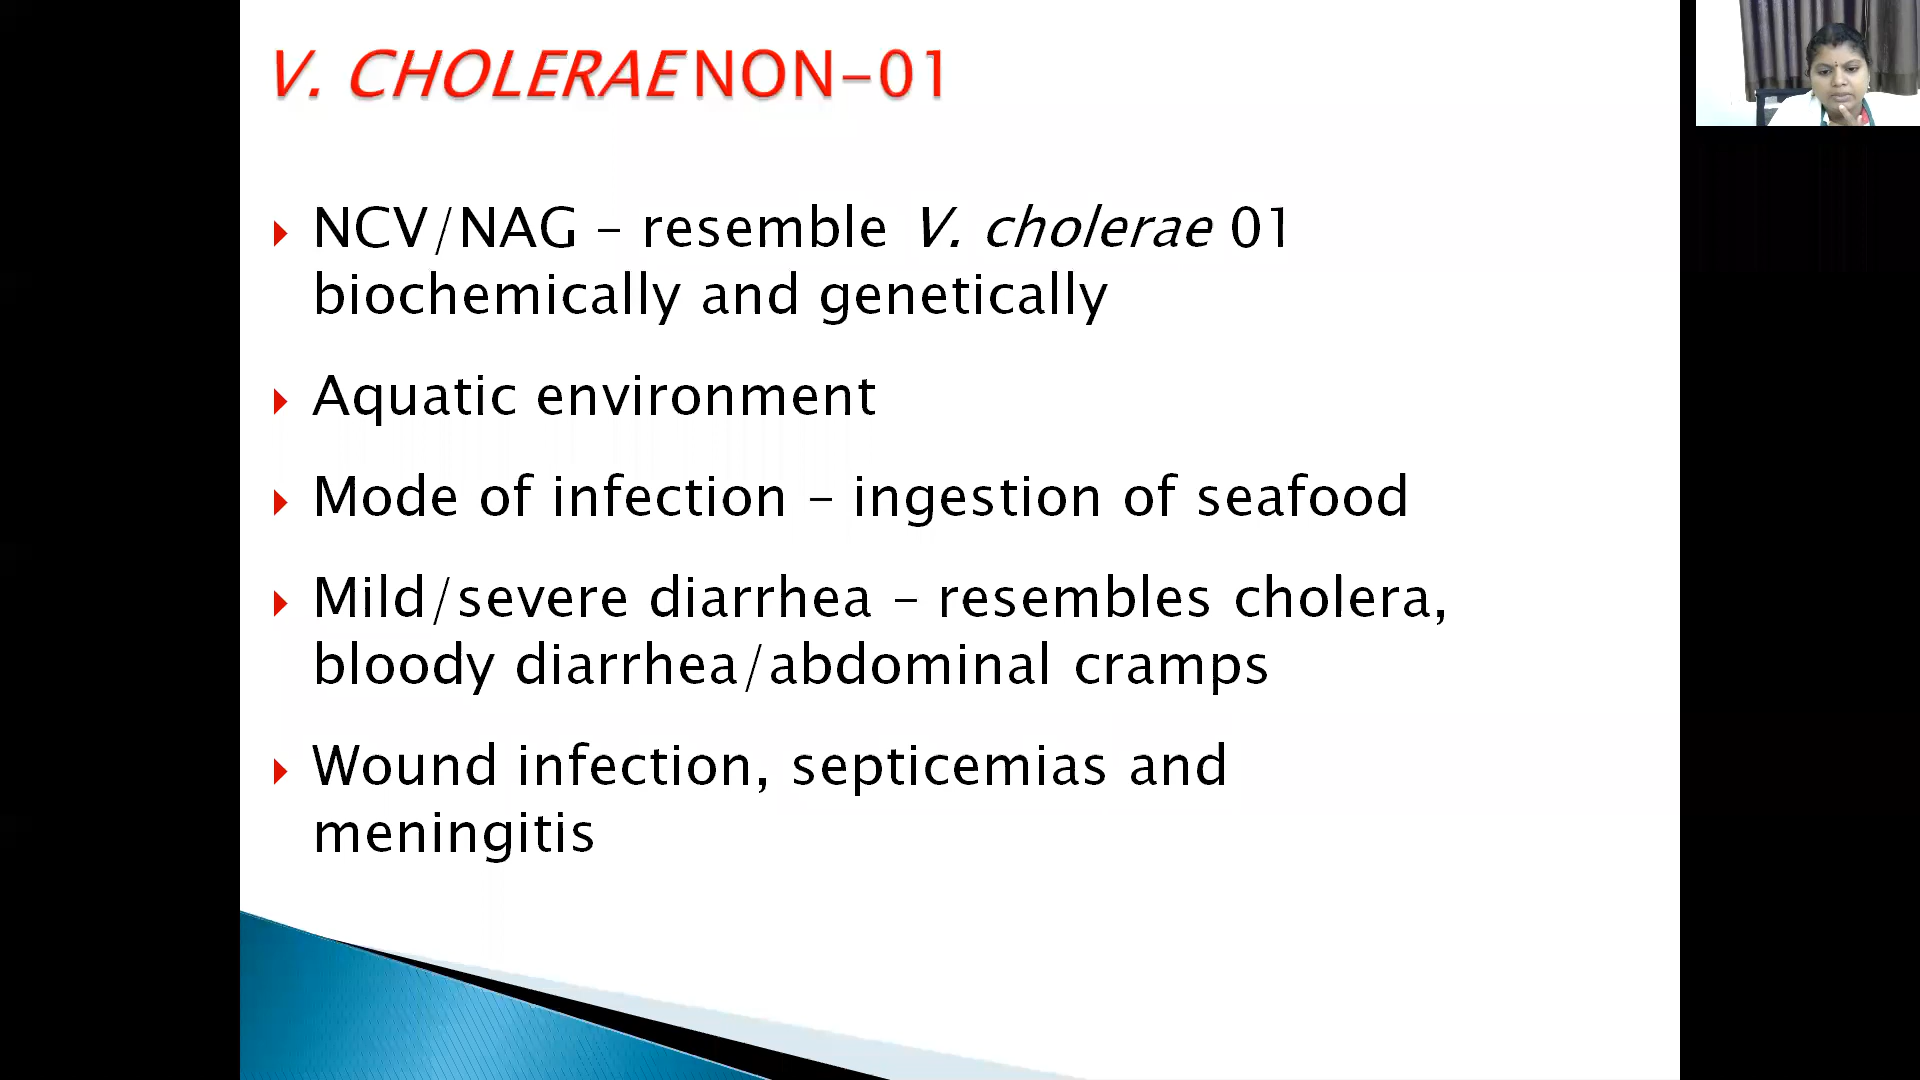 V. CHOLERAE NON-01
NCV/NAG – resemble V. cholerae 01
biochemically and genetically
Aquatic environment
Mode of infection – ingestion of seafood
Mild/severe diarrhea – resembles cholera,
bloody diarrhea/abdominal cramps
Wound infection, septicemias and
meningitis